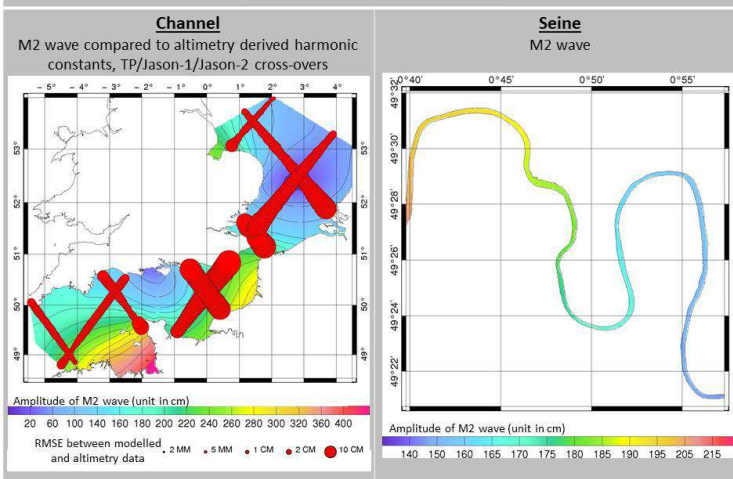 Channel
M2 wave compared to altimetry derived harmonic
constants, TP/Jason-1/Jason-2 cross-overs
− 5° − 4° − 3° − 2° − 1° 0° 1° 2° 3° 4°
53°
52°
51°
50°
49°
Amplitude of M2 wave (unit in cm)
20 60 100 140 160 180 200 220 240 260 280 300 320 360 400
RMSE between modelled
and altimetry data
2 MM 5 MM 1 CM 2 CM 10 CM
Seine
M2 wave
0°40' 0°45' 0°50' 0°55'
49°32'
49°30'
49°28'
49°26'
49°24'
49°22'
Amplitude of M2 wave (unit in cm)
140 150 160 165 170 175 180 185 190 195 205 215